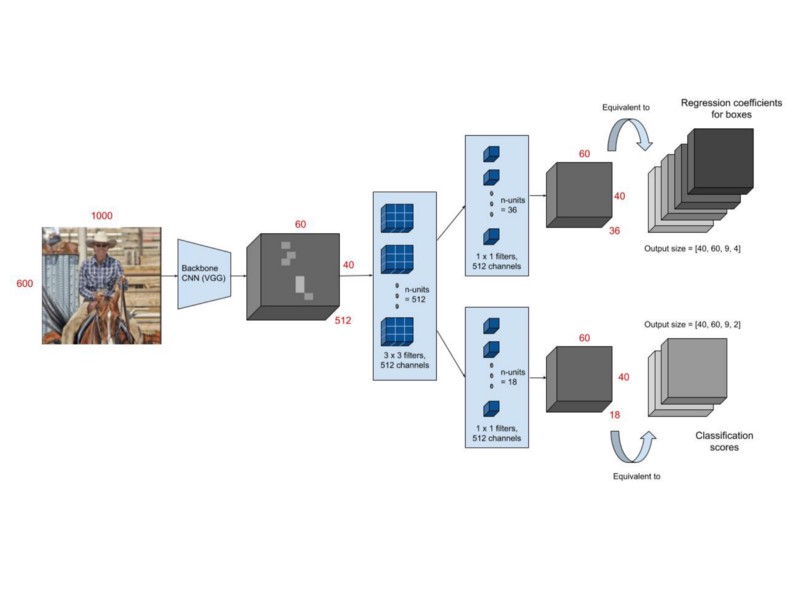 1000
600
Backbone
CNN (VGG)
60
40
512
n-units
= 512
3 x 3 filters,
512 channels
n-units
= 36
1 x 1 filters,
512 channels
60
40
36
Equivalent to
Regression coefficients
for boxes
Output size = [40, 60, 9, 4]
n-units
= 18
1 x 1 filters,
512 channels
60
40
18
Output size = [40, 60, 9, 2]
Classification
scores
Equivalent to